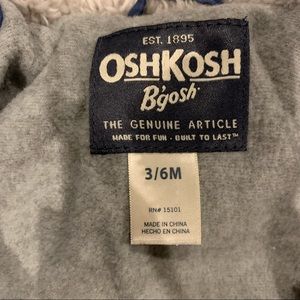 EST. 1895
OSHKOSH
B'gosh
THE GENUINE ARTICLE
MADE FOR FUN · BUILT TO LAST™
3/6M
RN# 15101
MADE IN CHINA
HECHO EN CHINA